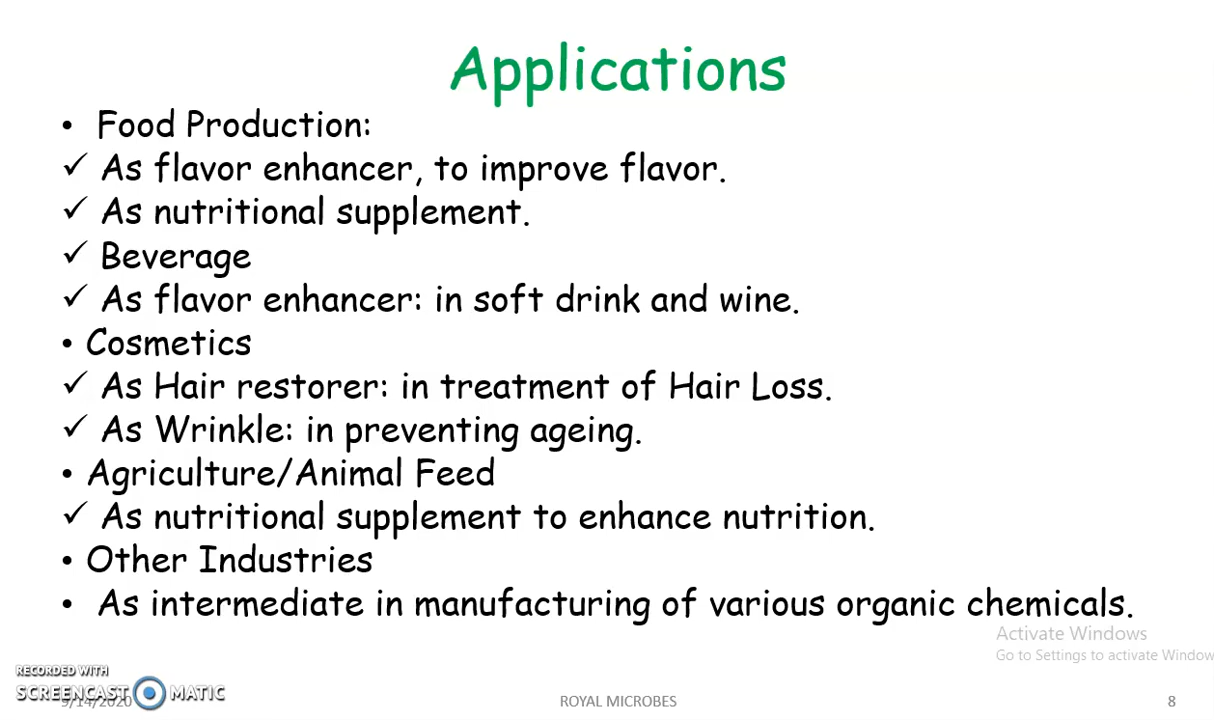 Applications
• Food Production:
✓ As flavor enhancer, to improve flavor.
✓ As nutritional supplement.
✓ Beverage
✓ As flavor enhancer: in soft drink and wine.
• Cosmetics
✓ As Hair restorer: in treatment of Hair Loss.
✓ As Wrinkle: in preventing ageing.
• Agriculture/Animal Feed
✓ As nutritional supplement to enhance nutrition.
• Other Industries
• As intermediate in manufacturing of various organic chemicals.
Activate Windows
Go to Settings to activate Window
RECORDED WITH
SCREENCAST MATIC
9/14/2020
ROYAL MICROBES
8